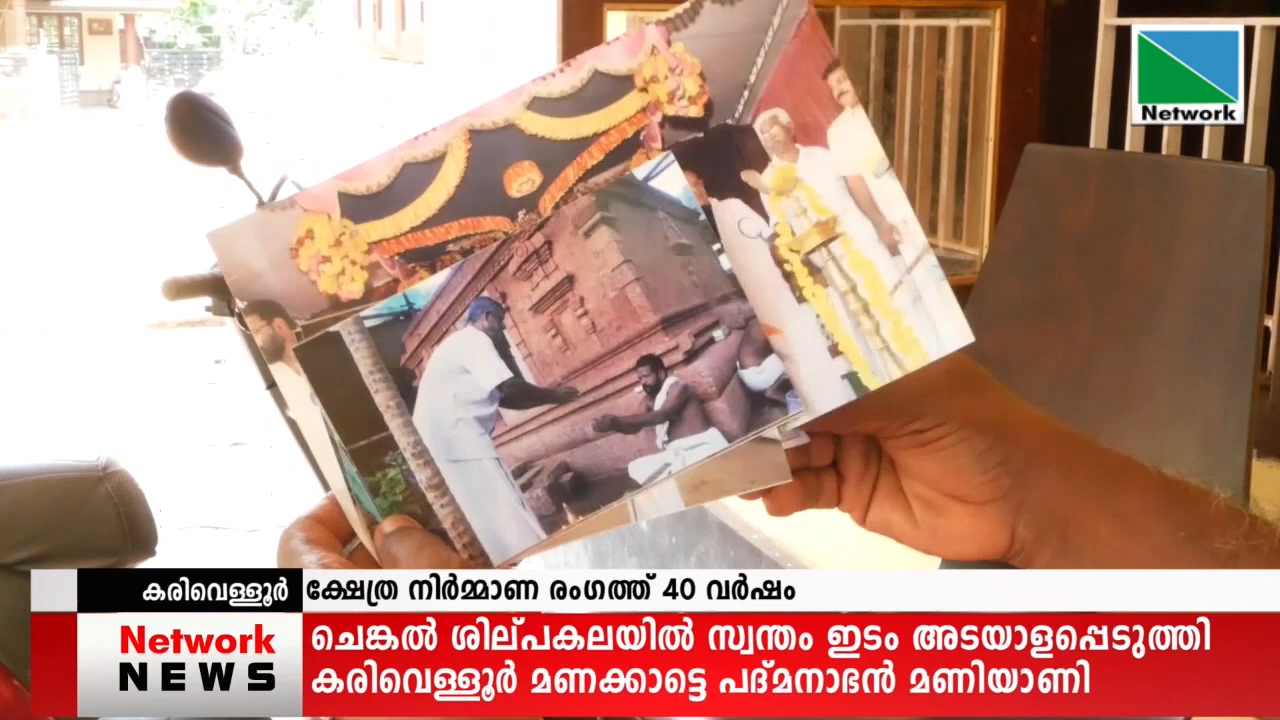 Network
കരിവെള്ളൂർ ക്ഷേത്ര നിർമ്മാണ രംഗത്ത് 40 വർഷം
Network NEWS
ചെങ്കൽ ശില്പകലയിൽ സ്വന്തം ഇടം അടയാളപ്പെടുത്തി
കരിവെള്ളൂർ മണക്കാട്ടെ പദ്മനാഭൻ മണിയാണി